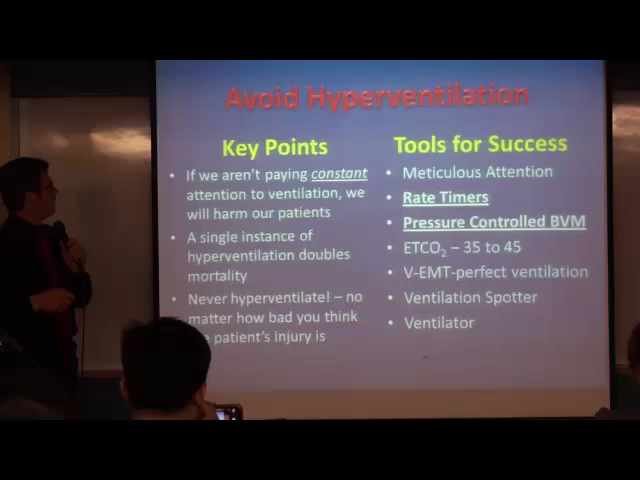 Avoid Hyperventilation
Key Points
• If we aren't paying constant
attention to ventilation, we
will harm our patients
• A single instance of
hyperventilation doubles
mortality
• Never hyperventilate! – no
matter how bad you think
patient's injury is
Tools for Success
• Meticulous Attention
• Rate Timers
• Pressure Controlled BVM
• ETCO2 – 35 to 45
• V-EMT-perfect ventilation
• Ventilation Spotter
• Ventilator